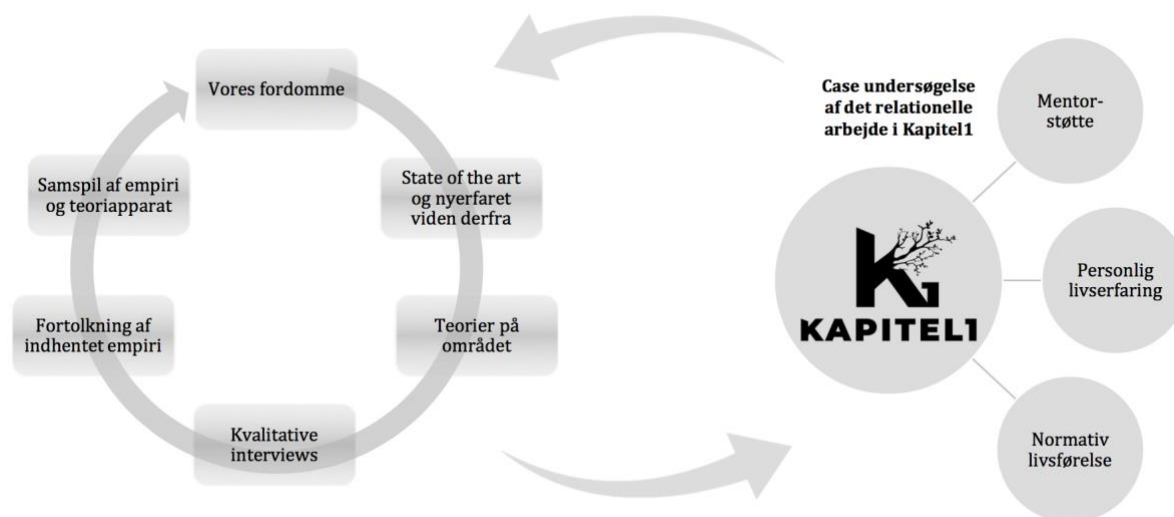 Vores fordomme
State of the art
og nyerfaret
viden derfra
Teorier på
området
Kvalitative
interviews
Fortolkning af
indhentet empiri
Samspil af empiri
og teoriapparat
Case undersøgelse
af det relationelle
arbejde i Kapitel1
K1
KAPITEL1
Mentor-
støtte
Personlig
livserfaring
Normativ
livsførelse